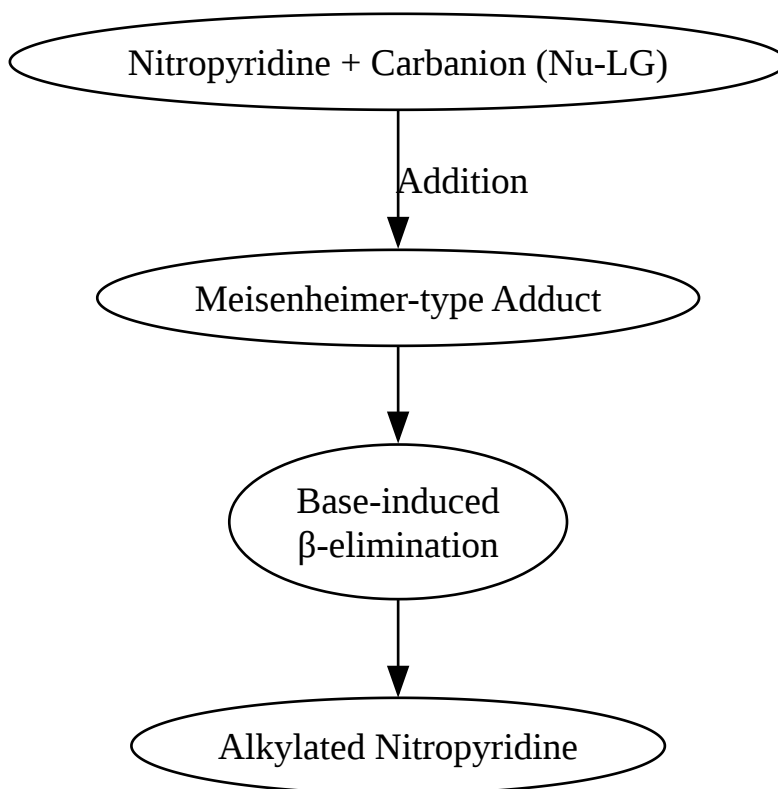 Nitropyridine + Carbanion (Nu-LG)
Addition
Meisenheimer-type Adduct
Base-induced
β-elimination
Alkylated Nitropyridine